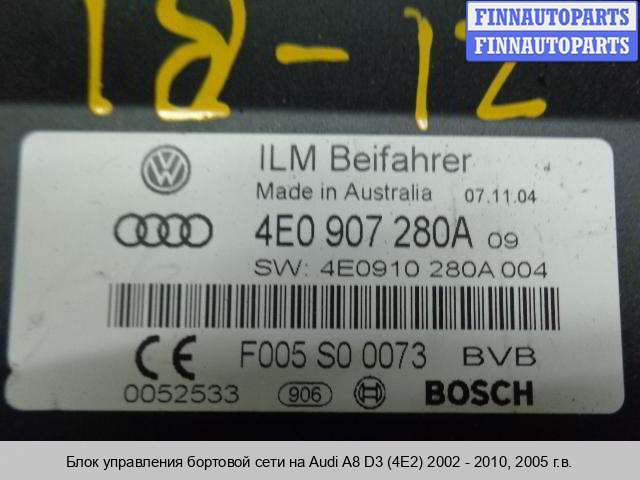 FINNAUTOPARTS
FINNAUTOPARTS
18-12
ILM Beifahrer
Made in Australia 07.11.04
4E0 907 280A 09
SW: 4E0910 280A 004
CE F005 S0 0073 BVB
0052533 906 BOSCH
Блок управления бортовой сети на Audi A8 D3 (4E2) 2002 - 2010, 2005 г.в.